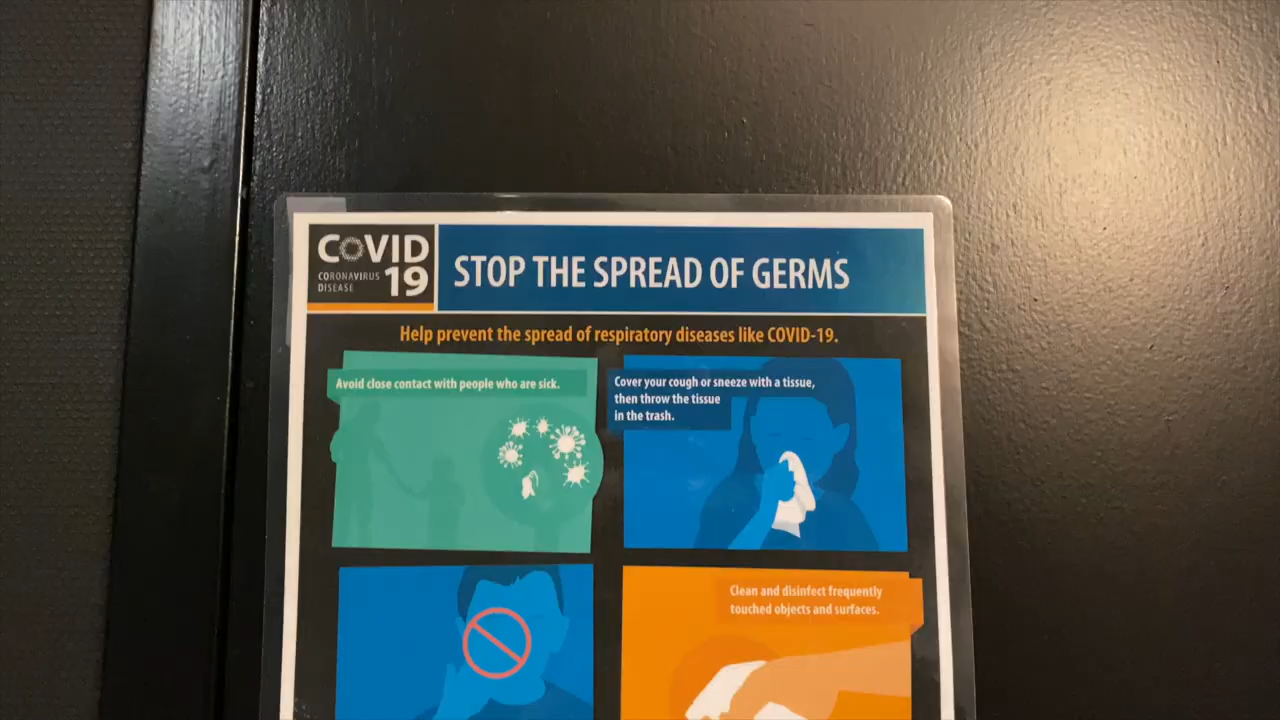 COVID
CORONAVIRUS
DISEASE
19
STOP THE SPREAD OF GERMS
Help prevent the spread of respiratory diseases like COVID-19.
Avoid close contact with people who are sick.
Cover your cough or sneeze with a tissue,
then throw the tissue
in the trash.
Clean and disinfect frequently
touched objects and surfaces.